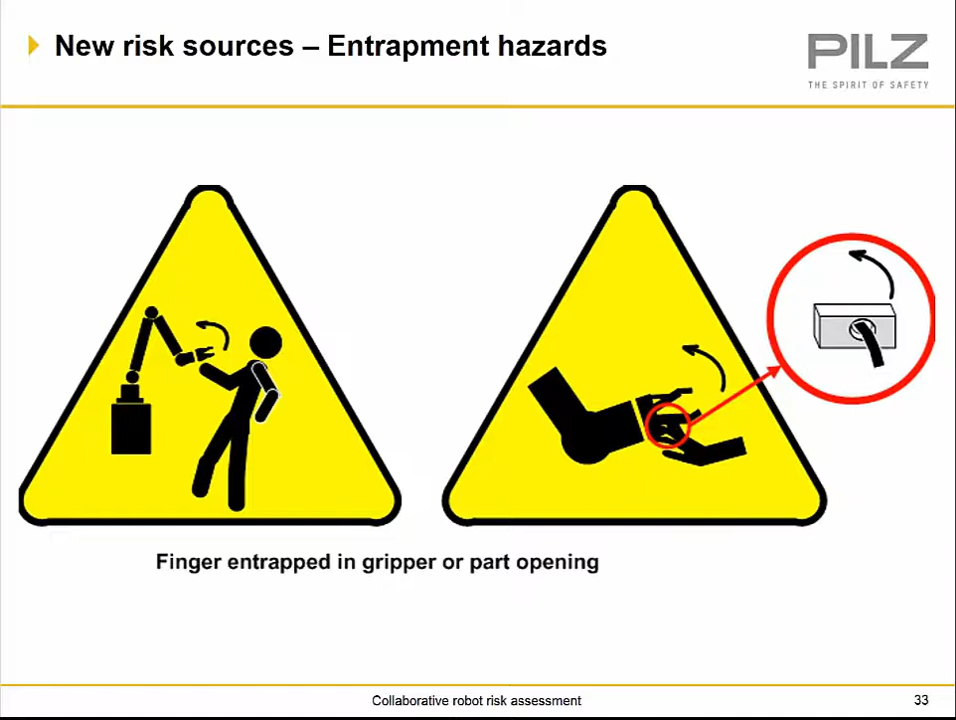 New risk sources – Entrapment hazards
PILZ
THE SPIRIT OF SAFETY
Finger entrapped in gripper or part opening
Collaborative robot risk assessment
33